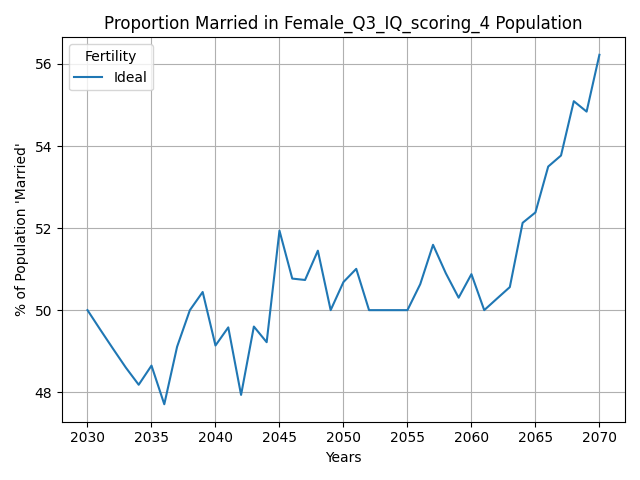 Proportion Married in Female_Q3_IQ_scoring_4 Population
Fertility
Ideal
% of Population 'Married'
56
54
52
50
48
2030 2035 2040 2045 2050 2055 2060 2065 2070
Years